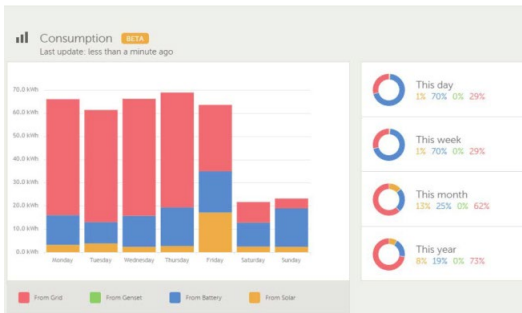 Consumption BETA
Last update: less than a minute ago
70.0 kWh
60.0 kWh
50.0 kWh
40.0 kWh
30.0 kWh
20.0 kWh
10.0 kWh
0.0 kWh
Monday Tuesday Wednesday Thursday Friday Saturday Sunday
From Grid From Genset From Battery From Solar
This day
1% 70% 0% 29%
This week
1% 70% 0% 29%
This month
13% 25% 0% 62%
This year
8% 19% 0% 73%